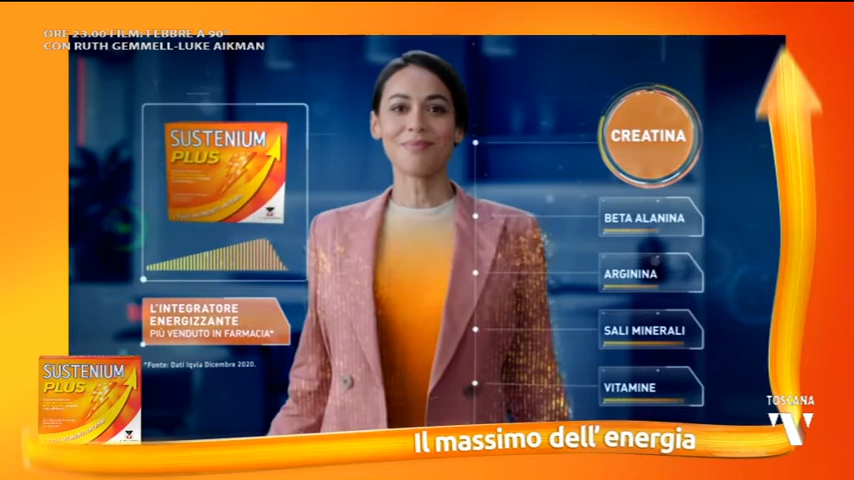 ORE 23.00 FILM: FEBBRE A 90°
CON RUTH GEMMELL-LUKE AIKMAN
SUSTENIUM
PLUS
CREATINA
BETA ALANINA
ARGININA
SALI MINERALI
VITAMINE
L'INTEGRATORE
ENERGIZZANTE
PIÙ VENDUTO IN FARMACIA*
*Fonte: Dati Iqvia Dicembre 2020.
SUSTENIUM
PLUS
Il massimo dell'energia
TOSCANA
TV